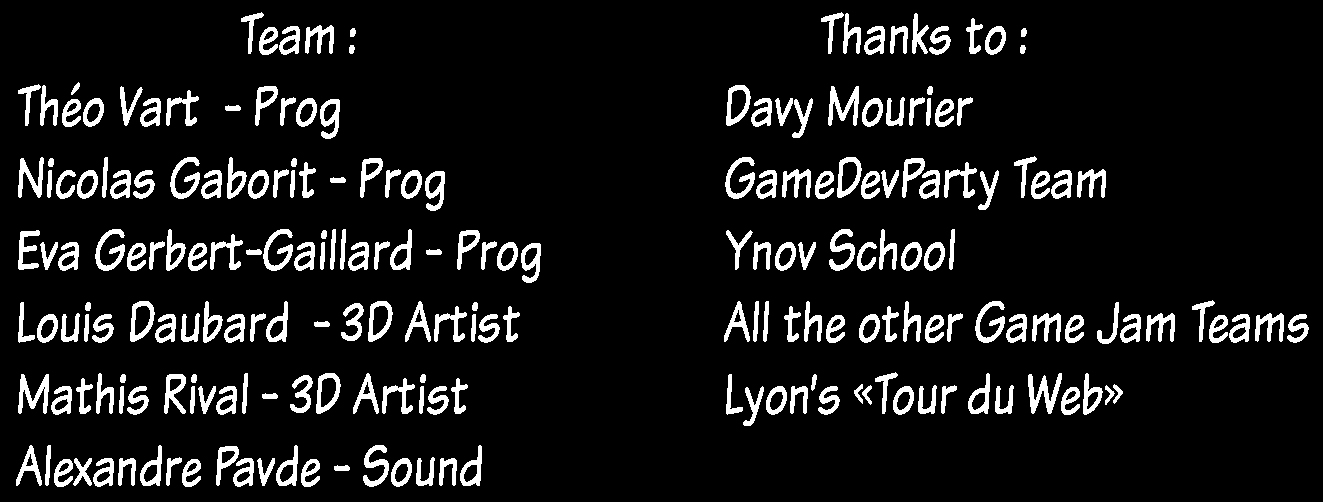 Team :
Théo Vart - Prog
Nicolas Gaborit - Prog
Eva Gerbert-Gaillard - Prog
Louis Daubard - 3D Artist
Mathis Rival - 3D Artist
Alexandre Pavde - Sound
Thanks to :
Davy Mourier
GameDevParty Team
Ynov School
All the other Game Jam Teams
Lyon's «Tour du Web»